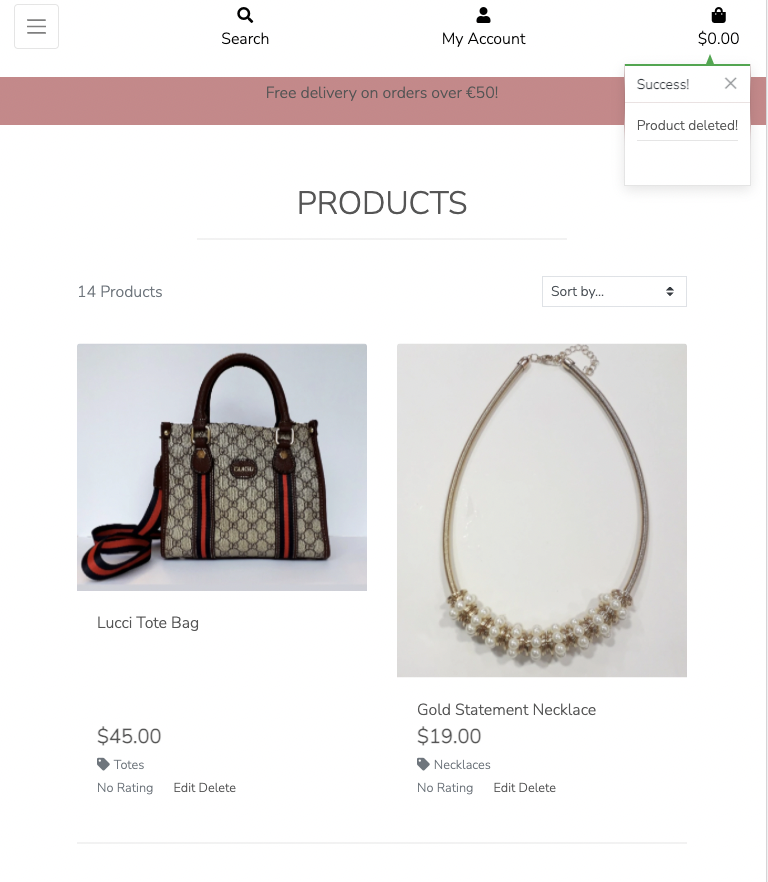 Search
My Account
$0.00
Free delivery on orders over €50!
Success!
Product deleted!
PRODUCTS
14 Products
Sort by...
Lucci Tote Bag
$45.00
Totes
No Rating Edit Delete
Gold Statement Necklace
$19.00
Necklaces
No Rating Edit Delete